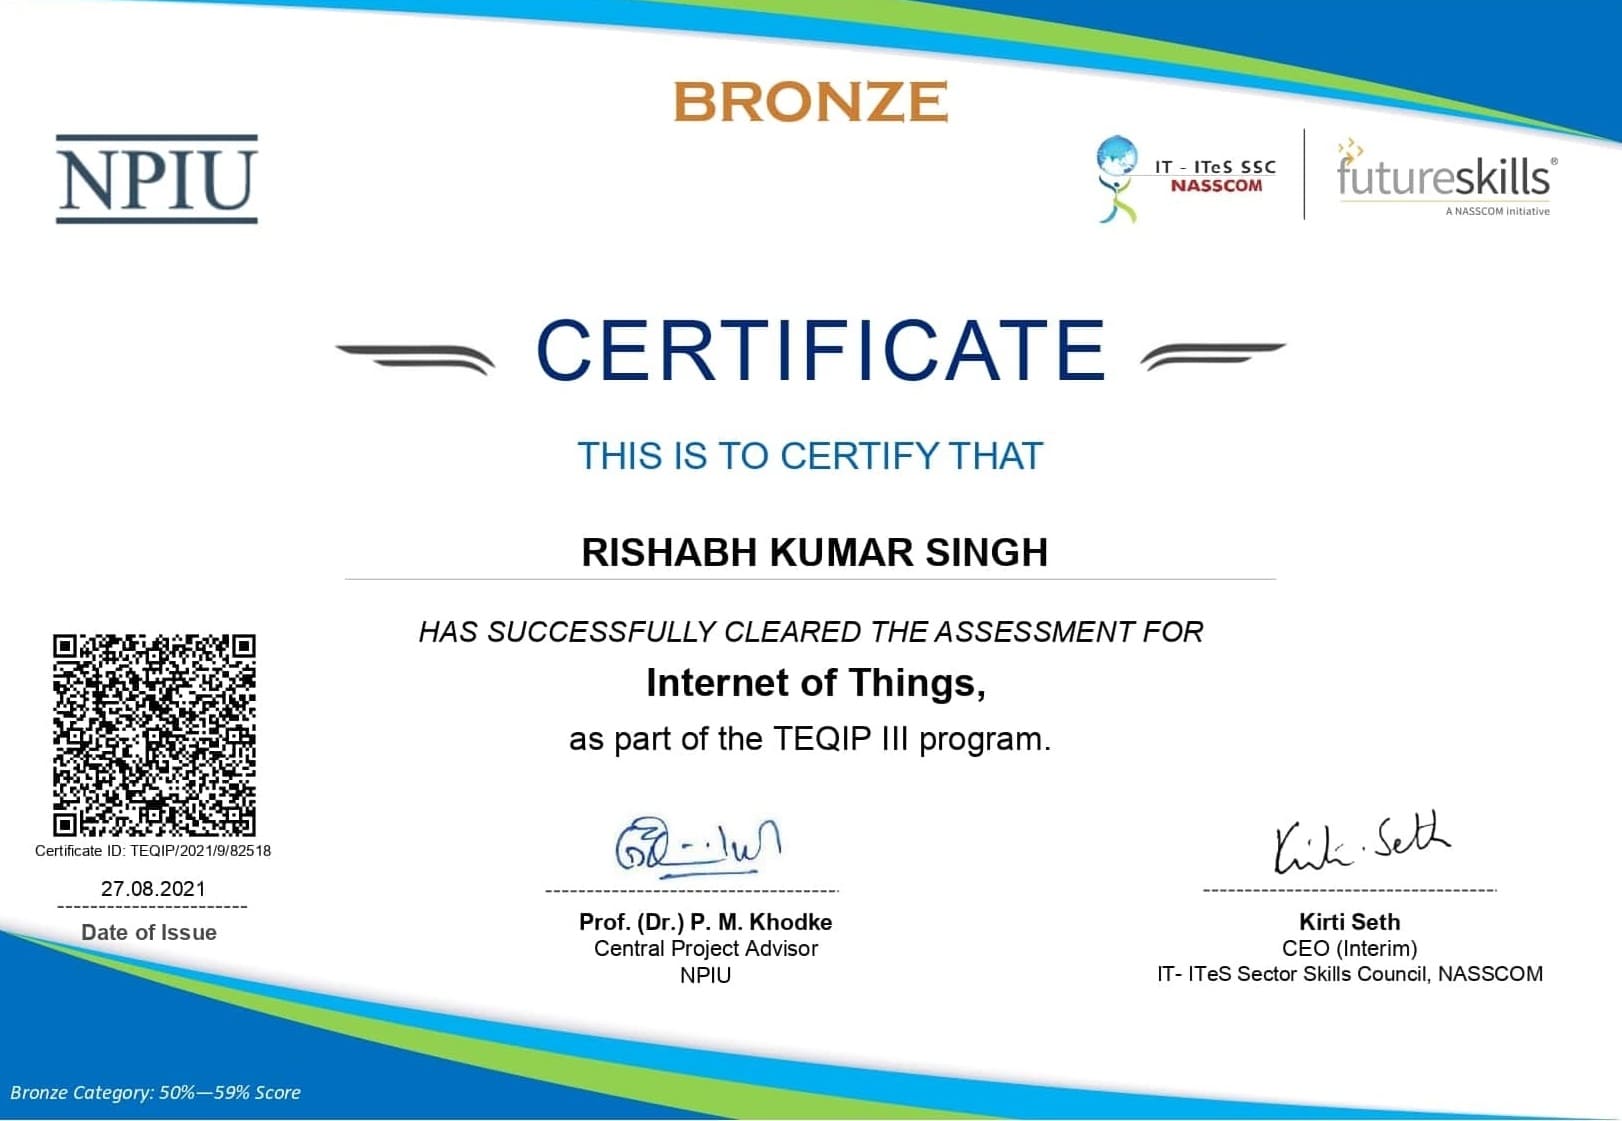 BRONZE
NPIU
IT - ITeS SSC
NASSCOM
futureskills®
A NASSCOM initiative
CERTIFICATE
THIS IS TO CERTIFY THAT
RISHABH KUMAR SINGH
HAS SUCCESSFULLY CLEARED THE ASSESSMENT FOR
Internet of Things,
as part of the TEQIP III program.
Certificate ID: TEQIP/2021/9/82518
27.08.2021
Date of Issue
Prof. (Dr.) P. M. Khodke
Central Project Advisor
NPIU
Kirti Seth
Kirti Seth
CEO (Interim)
IT- ITeS Sector Skills Council, NASSCOM
Bronze Category: 50%—59% Score